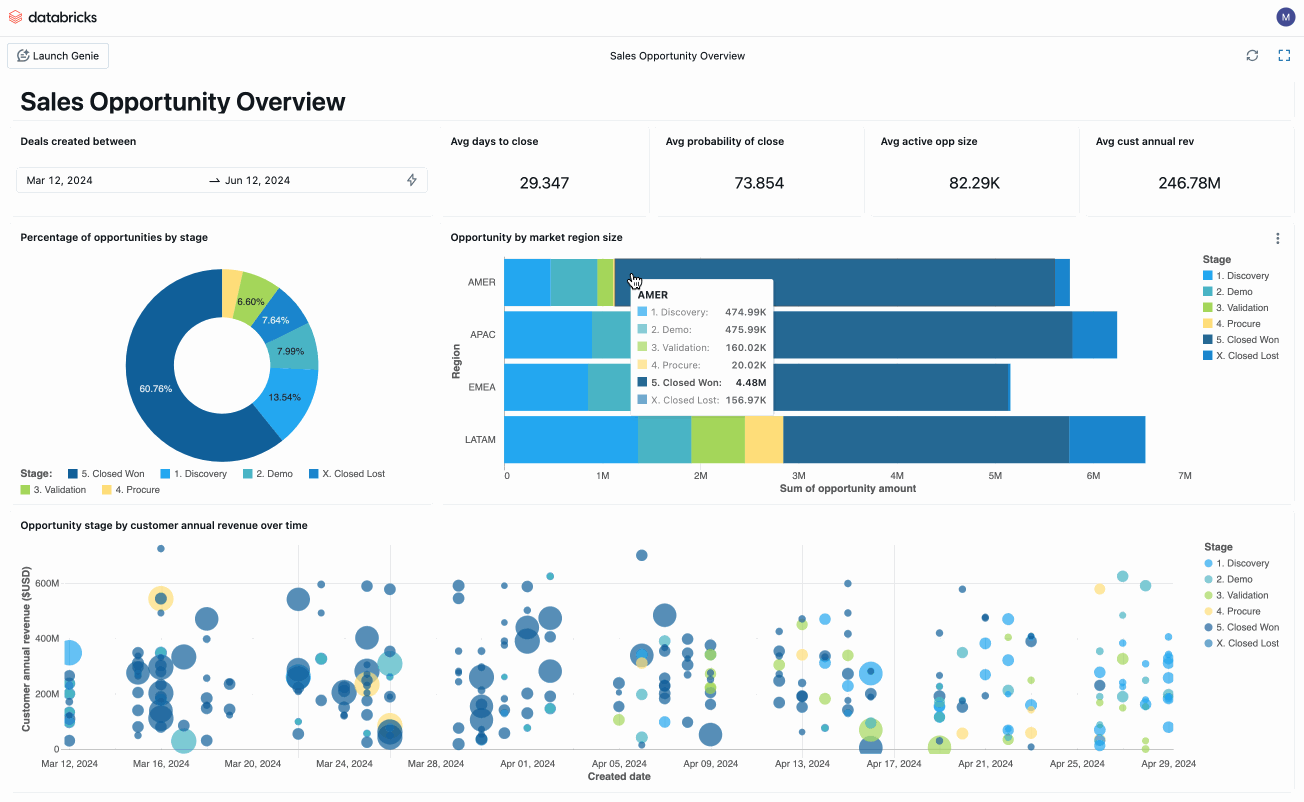 databricks
M
Launch Genie
Sales Opportunity Overview
Sales Opportunity Overview
Deals created between
Mar 12, 2024 → Jun 12, 2024
Avg days to close
29.347
Avg probability of close
73.854
Avg active opp size
82.29K
Avg cust annual rev
246.78M
Percentage of opportunities by stage
6.60%
7.64%
7.99%
13.54%
60.76%
Stage: 5. Closed Won 1. Discovery 2. Demo X. Closed Lost
3. Validation 4. Procure
Opportunity by market region size
Region
AMER
APAC
EMEA
LATAM
AMER
1. Discovery: 474.99K
2. Demo: 475.99K
3. Validation: 160.02K
4. Procure: 20.02K
5. Closed Won: 4.48M
X. Closed Lost: 156.97K
0 1M 2M 3M 4M 5M 6M 7M
Sum of opportunity amount
Stage
1. Discovery
2. Demo
3. Validation
4. Procure
5. Closed Won
X. Closed Lost
Opportunity stage by customer annual revenue over time
Customer annual revenue ($USD)
600M
400M
200M
0
Mar 12, 2024 Mar 16, 2024 Mar 20, 2024 Mar 24, 2024 Mar 28, 2024 Apr 01, 2024 Apr 05, 2024 Apr 09, 2024 Apr 13, 2024 Apr 17, 2024 Apr 21, 2024 Apr 25, 2024 Apr 29, 2024
Created date
Stage
1. Discovery
2. Demo
3. Validation
4. Procure
5. Closed Won
X. Closed Lost